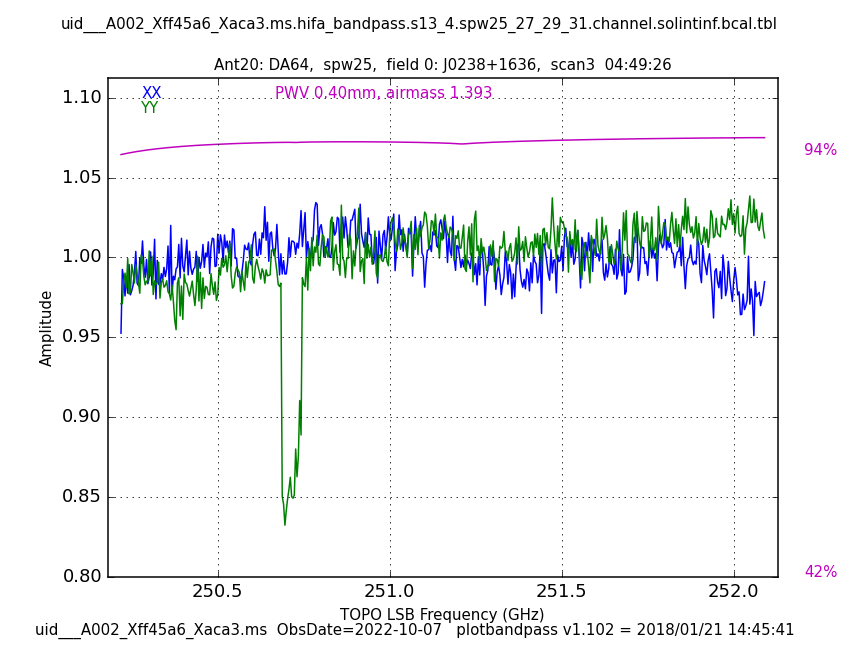 uid___A002_Xff45a6_Xaca3.ms.hifa_bandpass.s13_4.spw25_27_29_31.channel.solintinf.bcal.tbl
Ant20: DA64,  spw25,  field 0: J0238+1636,  scan3  04:49:26
XX
YY
PWV 0.40mm, airmass 1.393
1.10
1.05
1.00
0.95
0.90
0.85
0.80
Amplitude
94%
42%
250.5 251.0 251.5 252.0
TOPO LSB Frequency (GHz)
uid___A002_Xff45a6_Xaca3.ms  ObsDate=2022-10-07   plotbandpass v1.102 = 2018/01/21 14:45:41